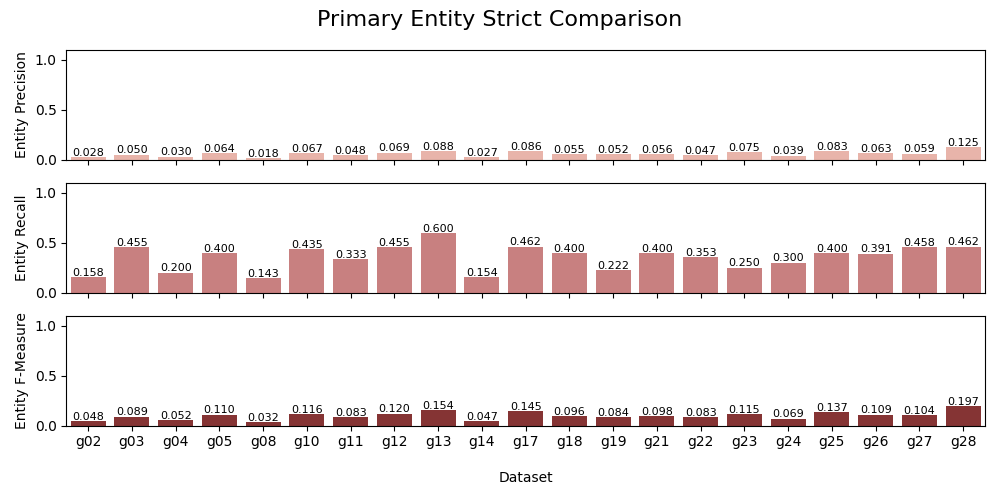 Primary Entity Strict Comparison
Entity Precision
1.0
0.5
0.0
0.028 0.050 0.030 0.064 0.018 0.067 0.048 0.069 0.088 0.027 0.086 0.055 0.052 0.056 0.047 0.075 0.039 0.083 0.063 0.059 0.125
Entity Recall
1.0
0.5
0.0
0.158 0.455 0.200 0.400 0.143 0.435 0.333 0.455 0.600 0.154 0.462 0.400 0.222 0.400 0.353 0.250 0.300 0.400 0.391 0.458 0.462
Entity F-Measure
1.0
0.5
0.0
0.048 0.089 0.052 0.110 0.032 0.116 0.083 0.120 0.154 0.047 0.145 0.096 0.084 0.098 0.083 0.115 0.069 0.137 0.109 0.104 0.197
g02 g03 g04 g05 g08 g10 g11 g12 g13 g14 g17 g18 g19 g21 g22 g23 g24 g25 g26 g27 g28
Dataset